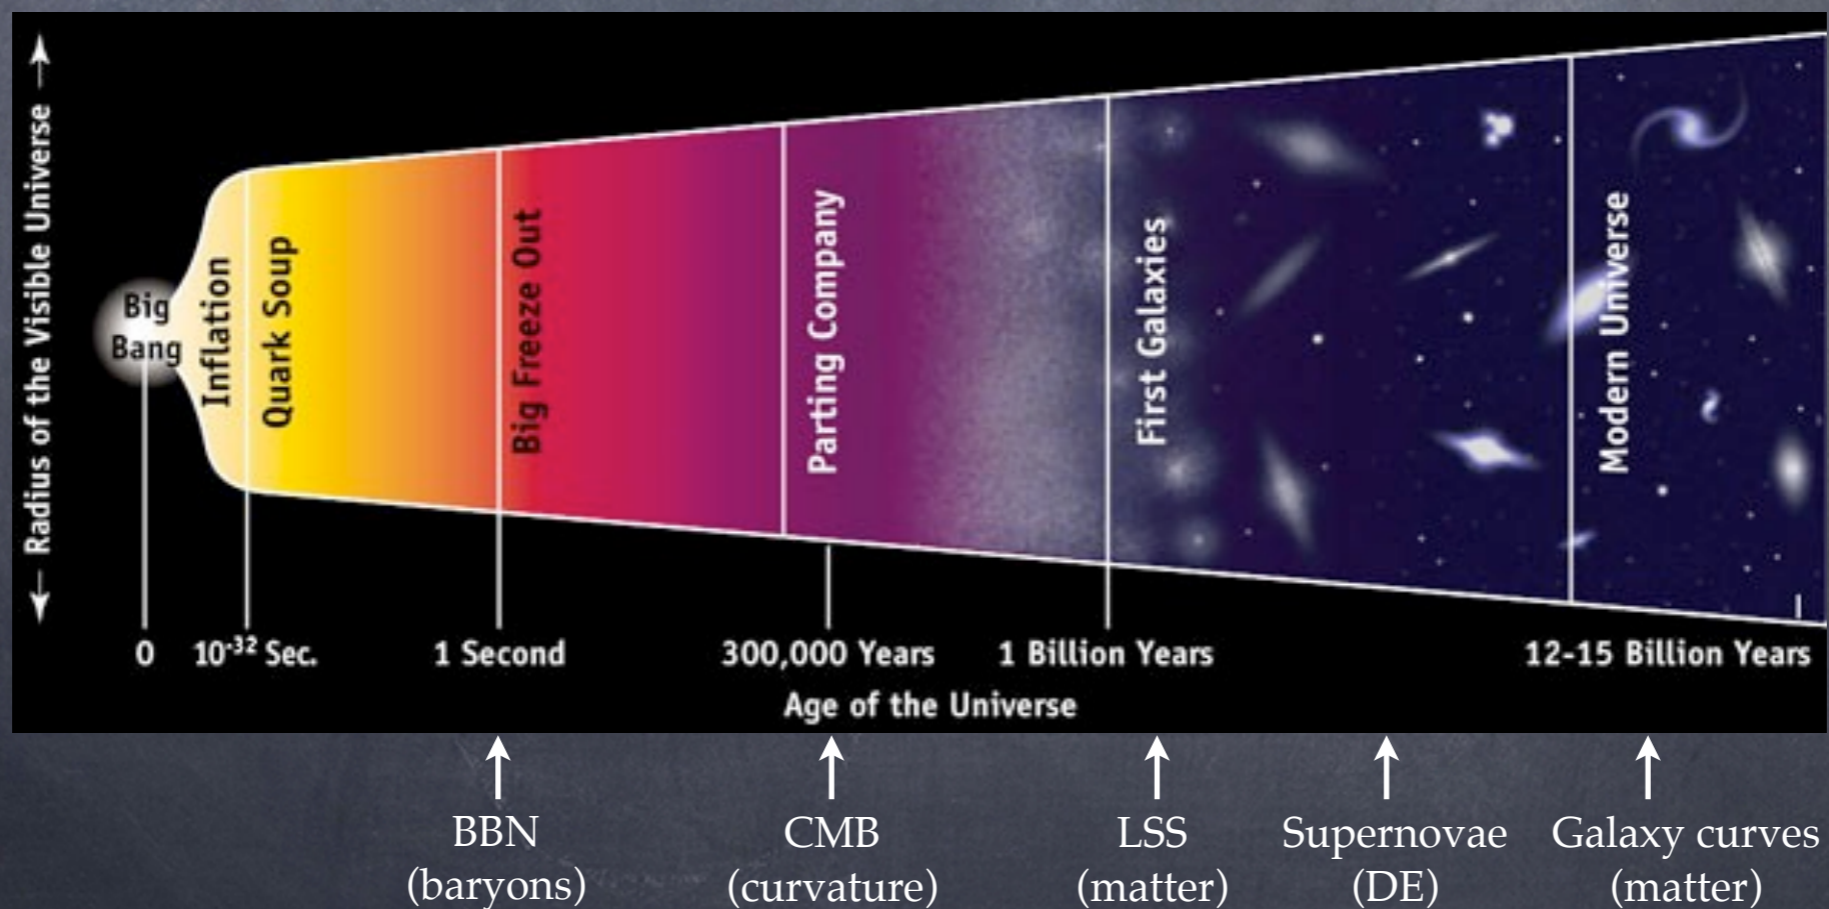 Radius of the Visible Universe
Big
Bang
Inflation
Quark Soup
Big Freeze Out
Parting Company
First Galaxies
Modern Universe
0
10⁻³² Sec.
1 Second
300,000 Years
1 Billion Years
12-15 Billion Years
Age of the Universe
BBN
(baryons)
CMB
(curvature)
LSS
(matter)
Supernovae
(DE)
Galaxy curves
(matter)